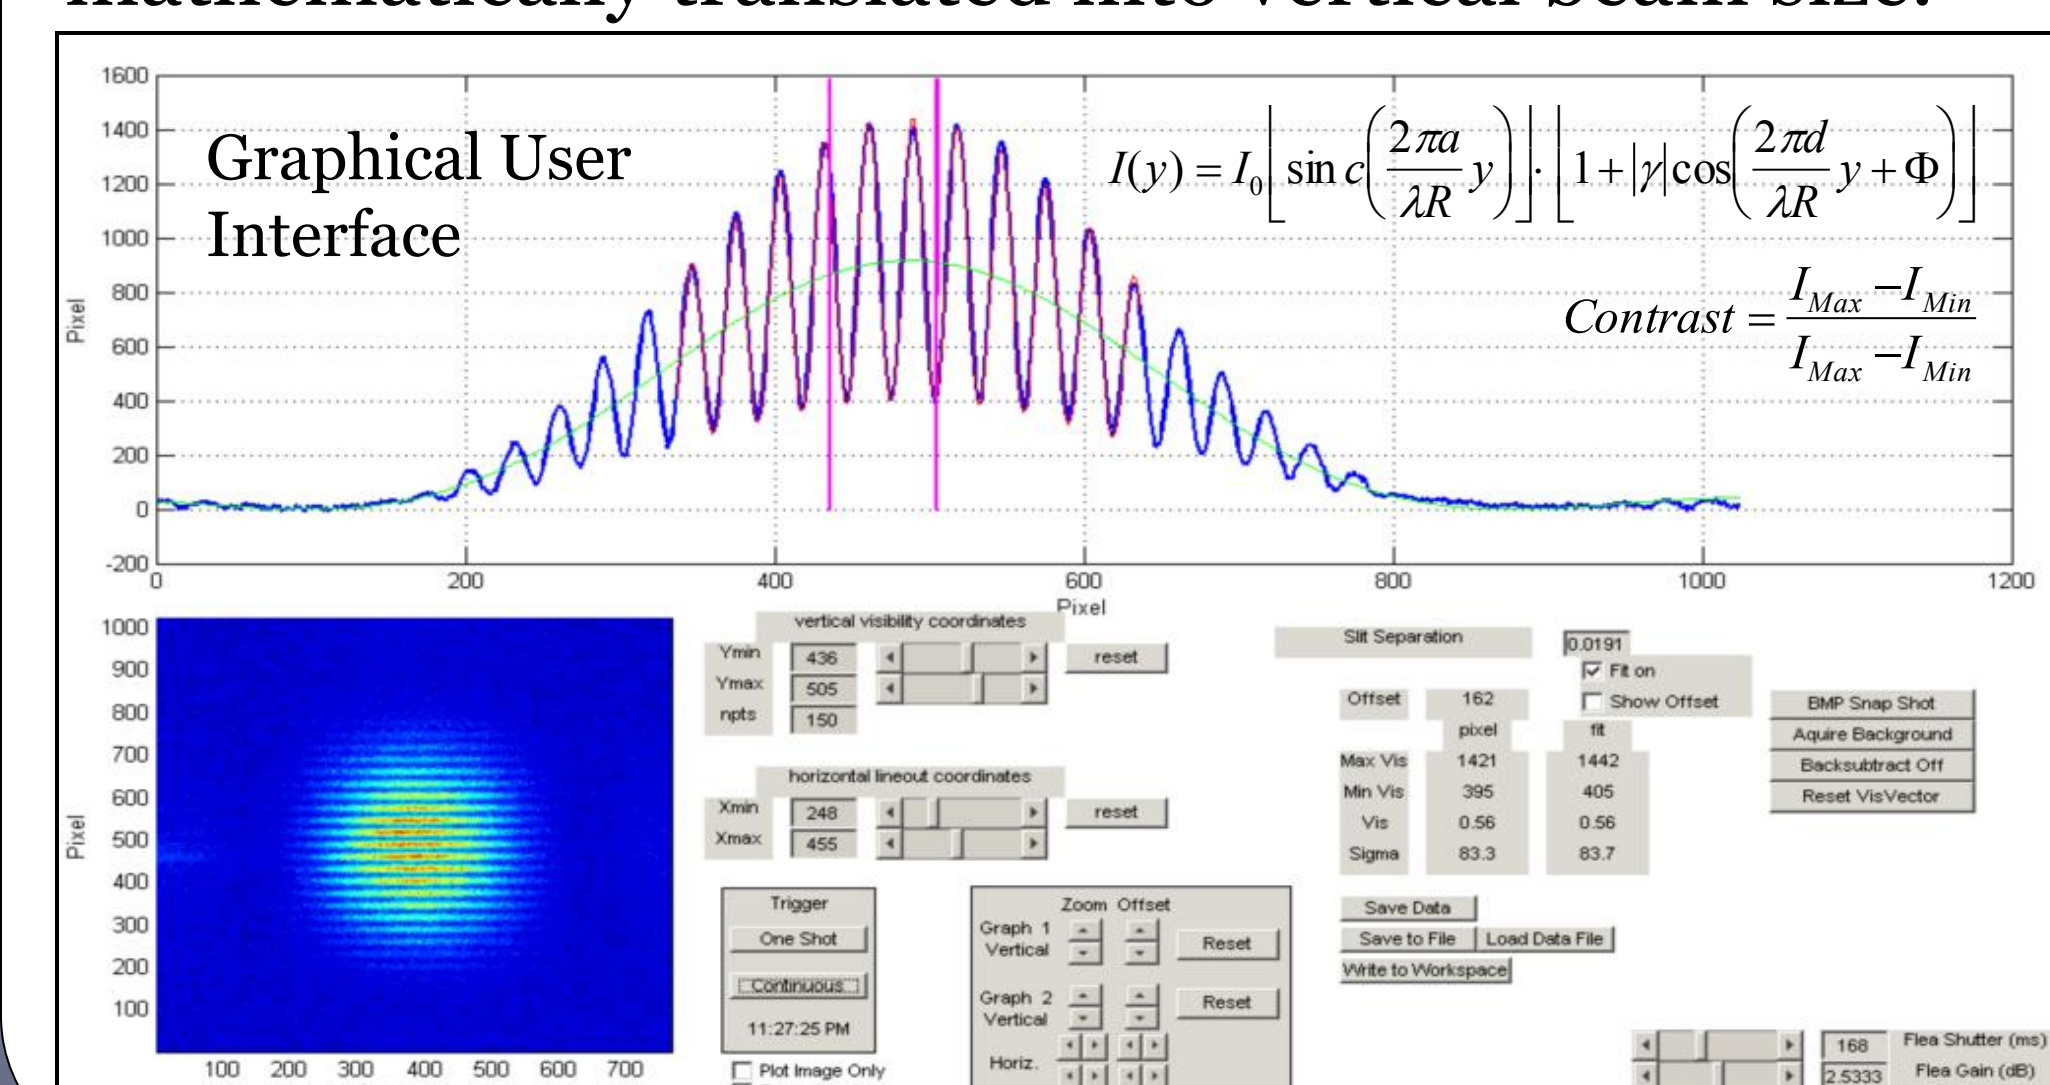 mathematically translated into vertical beam size.
Graphical User
Interface
I(y) = I₀[sin c(2πa/λR y)]·[1+|γ|cos(2πd/λR y+Φ)]
Contrast = (I_Max −I_Min)/(I_Max −I_Min)
1600
1400
1200
1000
800
600
400
200
0
-200
Pixel
0 200 400 600 800 1000 1200
Pixel
1000
900
800
700
600
500
400
300
200
100
Pixel
100 200 300 400 500 600 700
vertical visibility coordinates
Ymin 436 reset
Ymax 505
npts 150
horizontal lineout coordinates
Xmin 248 reset
Xmax 455
Trigger
One Shot
Continuous
11:27:25 PM
Plot Image Only
Zoom Offset
Graph 1
Vertical
Reset
Graph 2
Vertical
Reset
Horiz.
Slit Separation 0.0191
Fit on
Show Offset
Offset 162
pixel fit
Max Vis 1421 1442
Min Vis 395 405
Vis 0.56 0.56
Sigma 83.3 83.7
BMP Snap Shot
Aquire Background
Backsubtract Off
Reset VisVector
Save Data
Save to File Load Data File
Write to Workspace
168 Flea Shutter (ms)
2.5333 Flea Gain (dB)